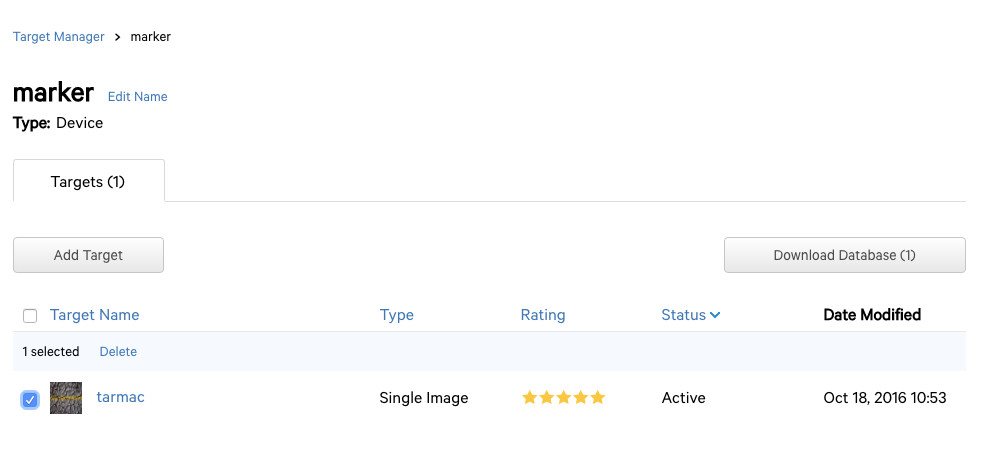 Target Manager > marker
marker Edit Name
Type: Device
Targets (1)
Add Target Download Database (1)
Target Name Type Rating Status Date Modified
1 selected Delete
tarmac Single Image Active Oct 18, 2016 10:53